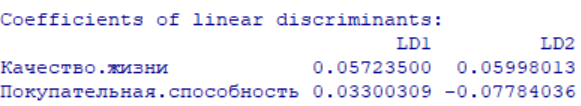 Coefficients of linear discriminants:
LD1 LD2
Качество.жизни 0.05723500 0.05998013
Покупательная.способность 0.03300309 -0.07784036